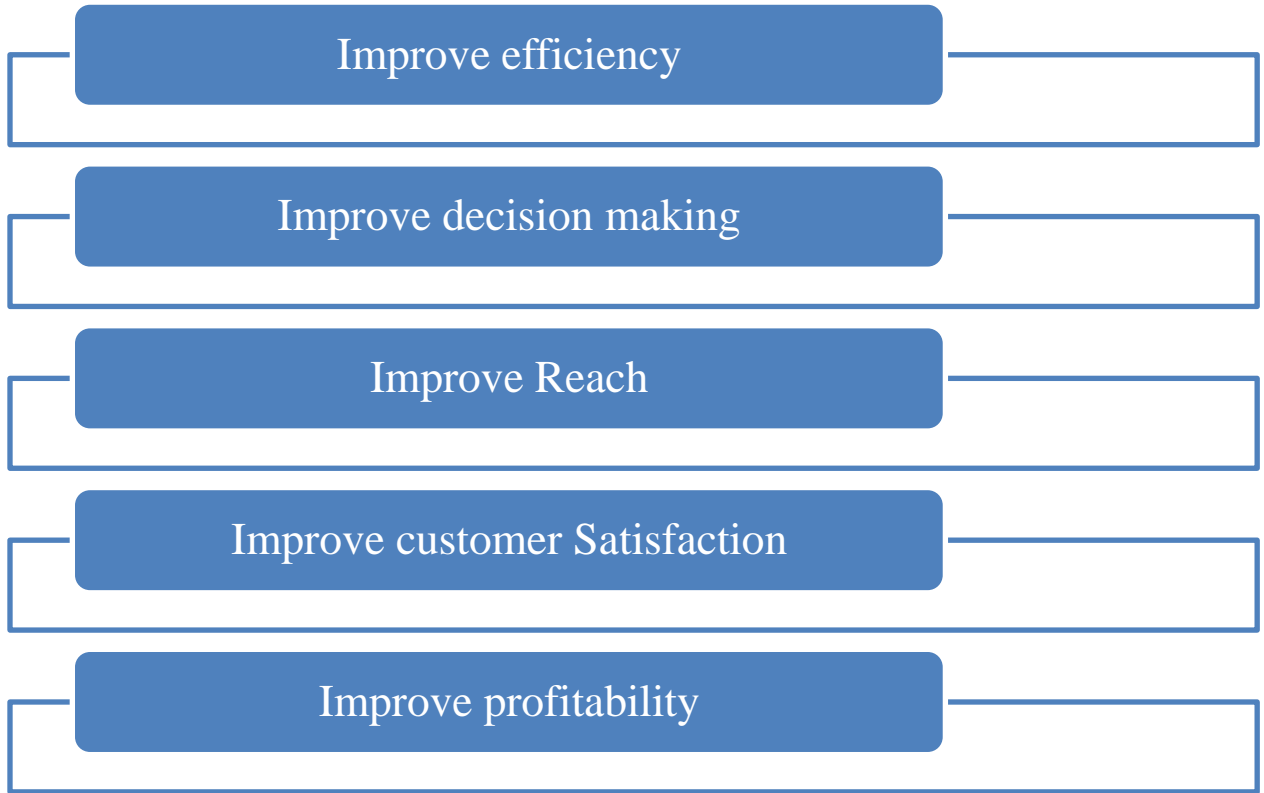 Improve efficiency
Improve decision making
Improve Reach
Improve customer Satisfaction
Improve profitability